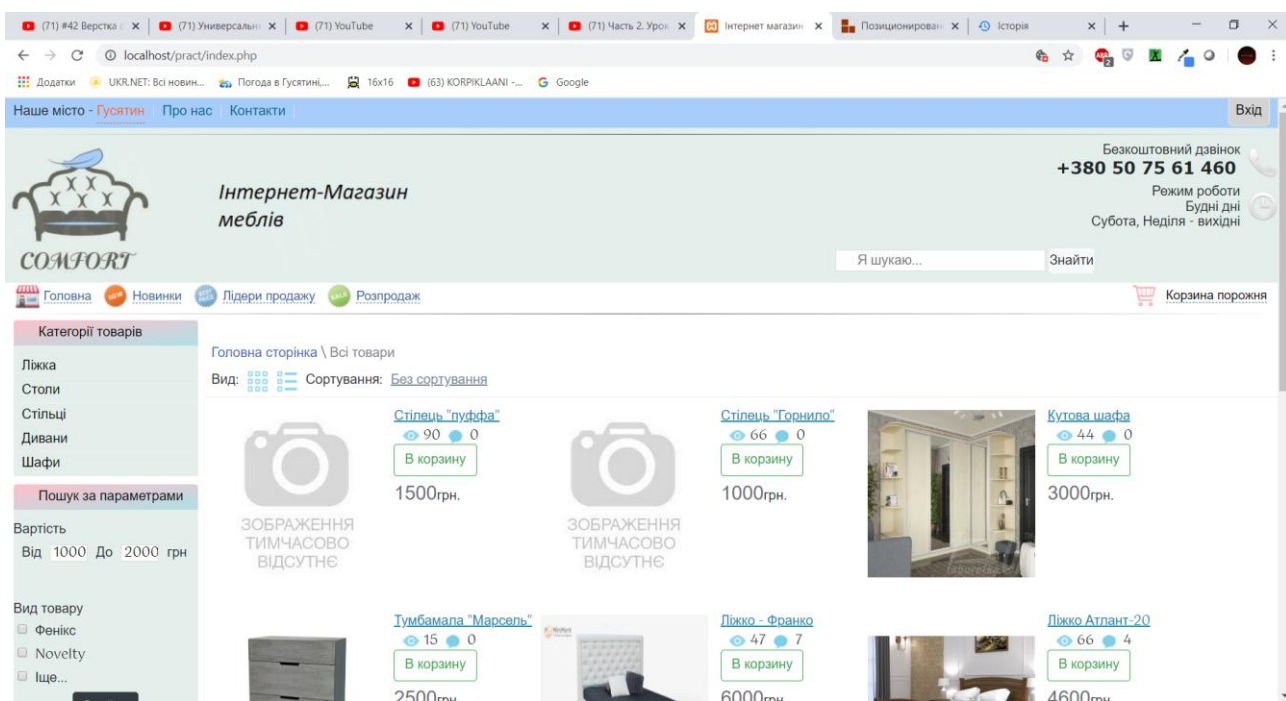 (71) #42 Верстка с
(71) Универсальн
(71) YouTube
(71) YouTube
(71) Часть 2. Урок
Інтернет магазин
Позиционирован
Історія
localhost/pract/index.php
Додатки
UKR.NET: Всі новин...
Погода в Гусятині,...
16x16
(63) KORPIKLAANI -...
Google
Наше місто - Гусятин Про нас Контакти
Вхід
Безкоштовний дзвінок
+380 50 75 61 460
Режим роботи
Будні дні
Субота, Неділя - вихідні
Інтернет-Магазин
меблів
COMFORT
Я шукаю...
Знайти
Головна
NEW
Новинки
Лідери продажу
SALE
Розпродаж
Корзина порожня
Категорії товарів
Ліжка
Столи
Стільці
Дивани
Шафи
Пошук за параметрами
Вартість
Від 1000 До 2000 грн
Вид товару
Фенікс
Novelty
Іще...
Головна сторінка \ Всі товари
Вид:
Сортування: Без сортування
ЗОБРАЖЕННЯ
ТИМЧАСОВО
ВІДСУТНЄ
Стілець "пуффа"
90 0
В корзину
1500грн.
ЗОБРАЖЕННЯ
ТИМЧАСОВО
ВІДСУТНЄ
Стілець "Горнило"
66 0
В корзину
1000грн.
Кутова шафа
44 0
В корзину
3000грн.
Тумбамала "Марсель"
15 0
В корзину
2500грн.
Ліжко - Франко
47 7
В корзину
6000грн.
Ліжко Атлант-20
66 4
В корзину
4600грн.